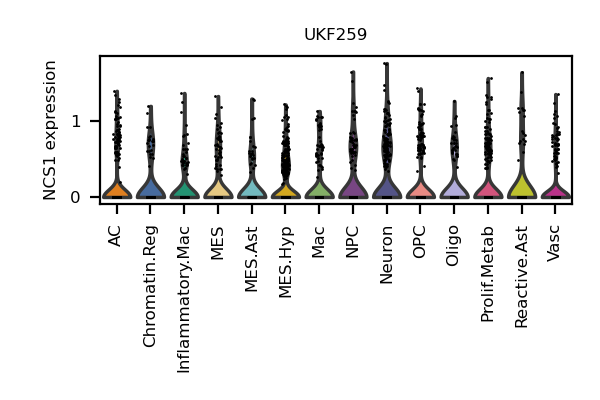 UKF259
NCS1 expression
1
0
AC
Chromatin.Reg
Inflammatory.Mac
MES
MES.Ast
MES.Hyp
Mac
NPC
Neuron
OPC
Oligo
Prolif.Metab
Reactive.Ast
Vasc